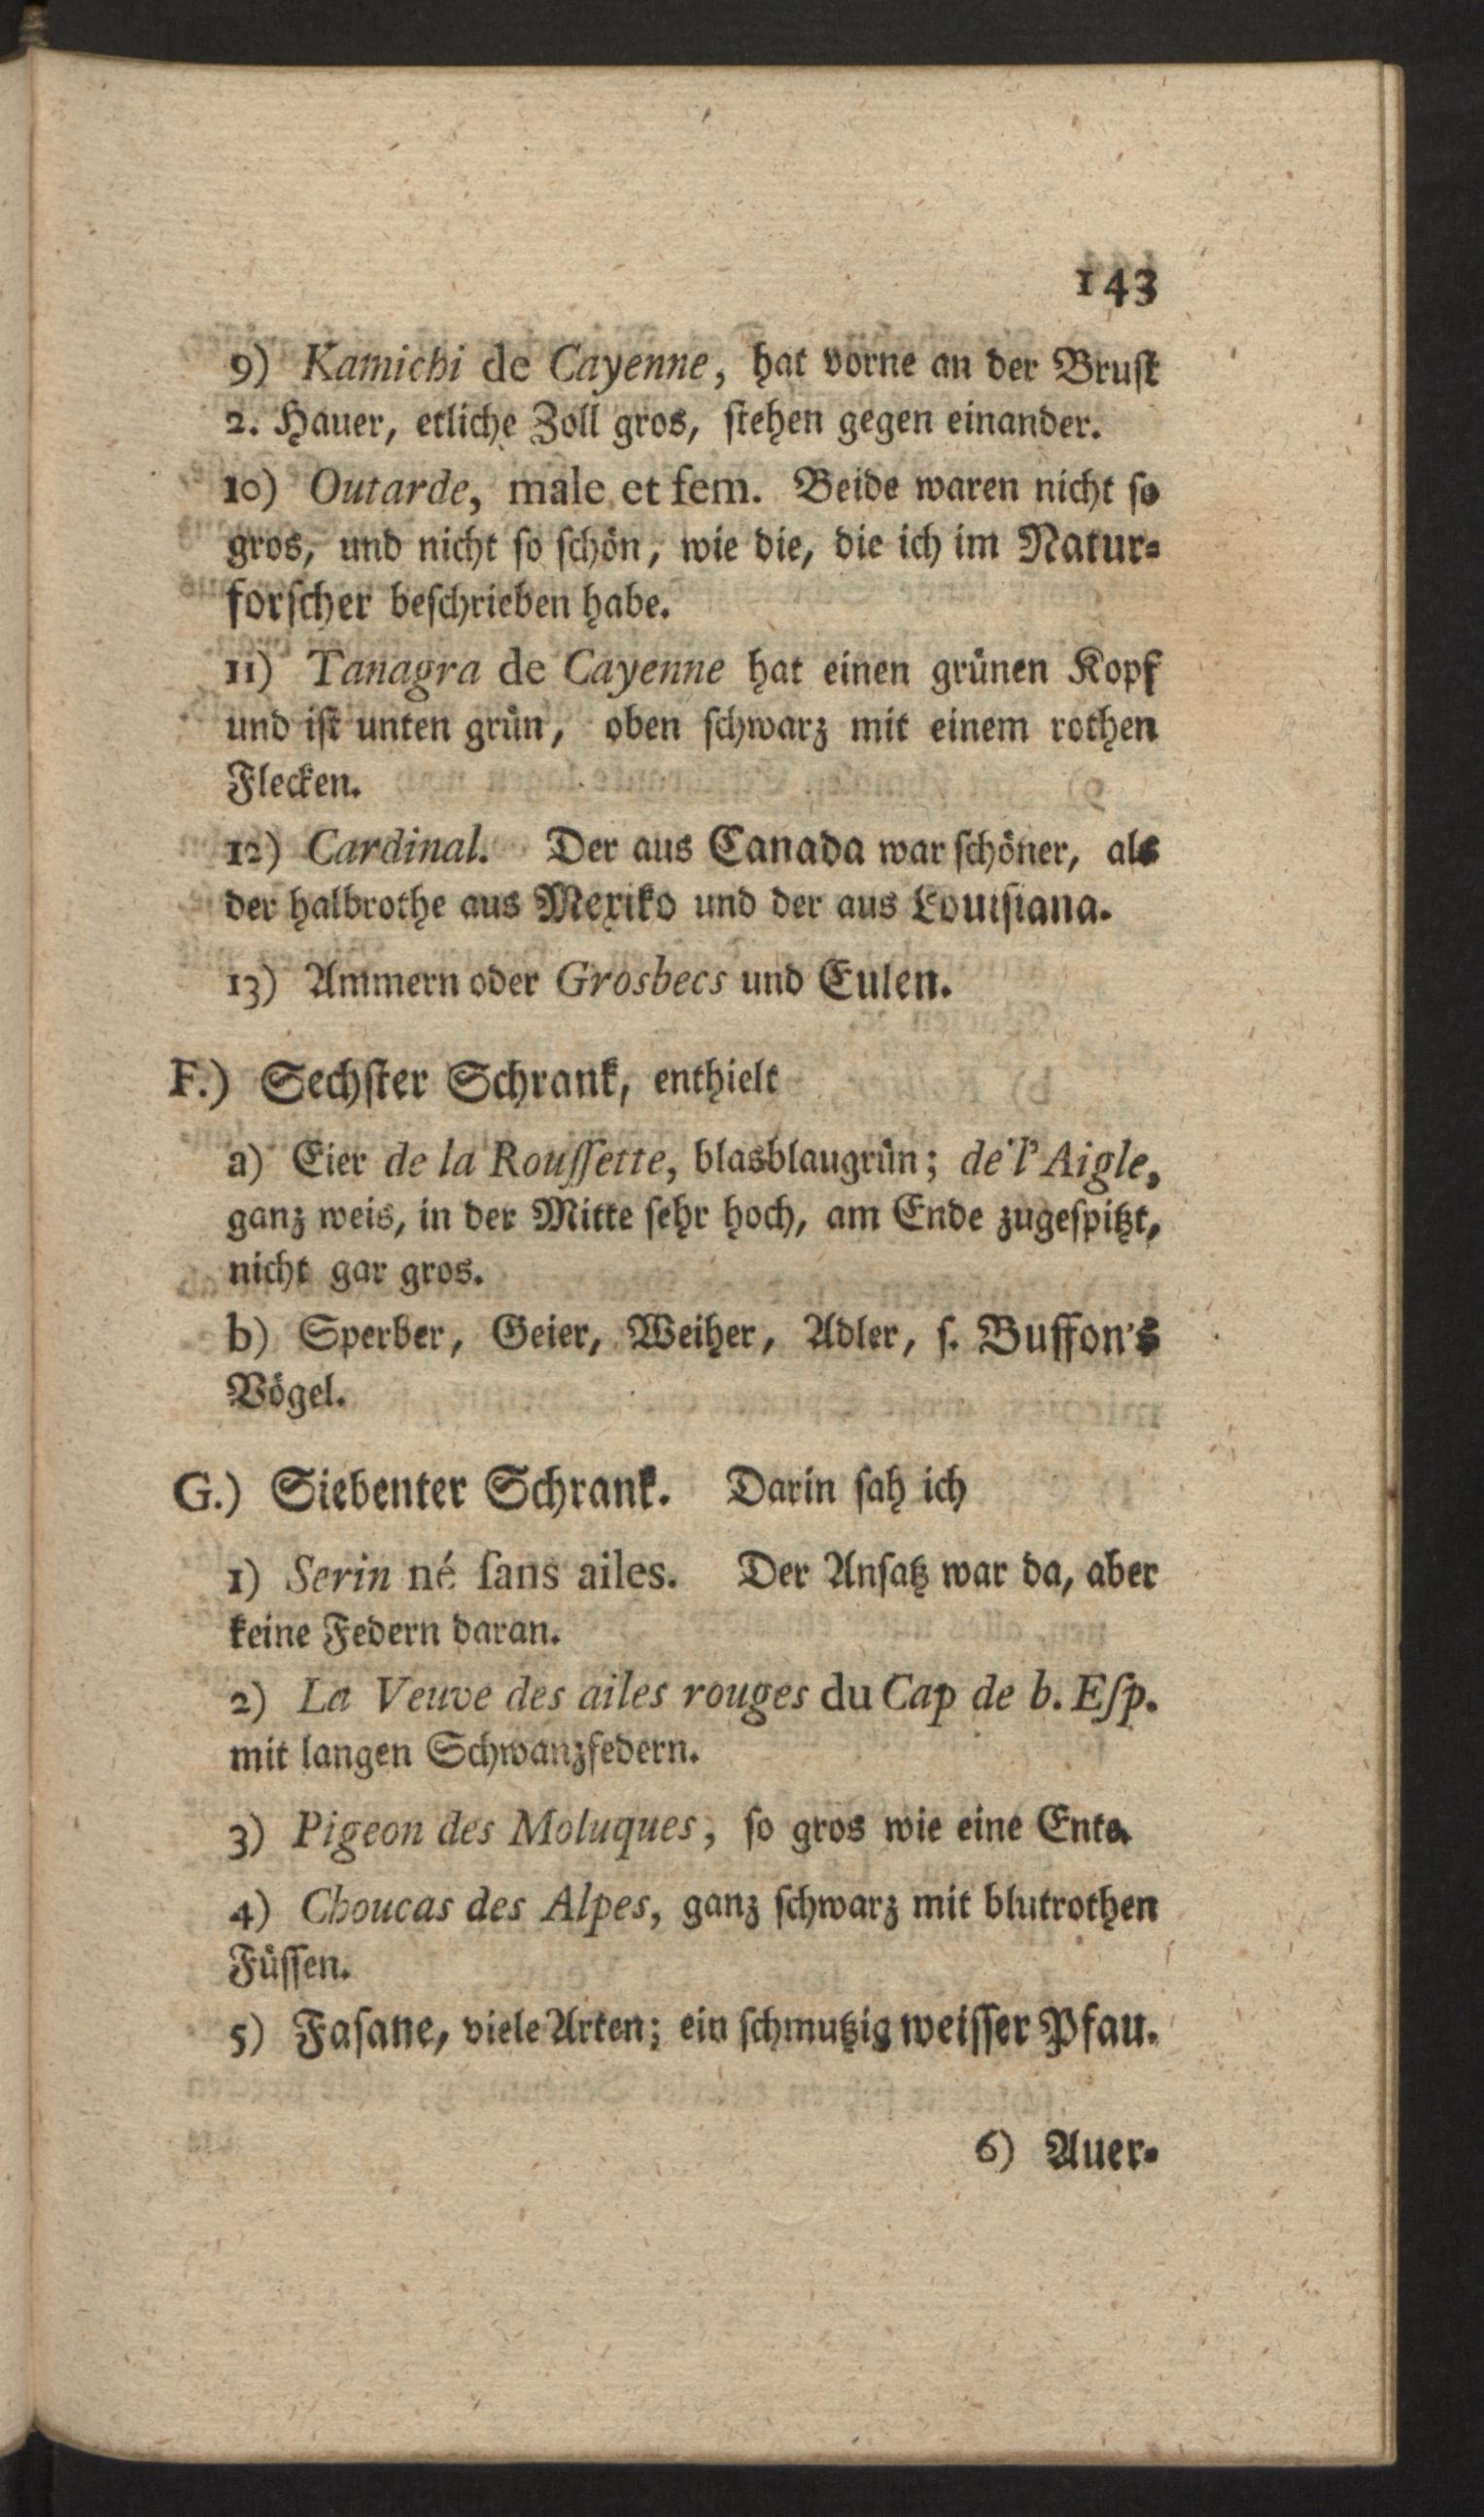 143
9) Kamichi de Cayenne, hat vorne an der Bruſt
2. Hauer, etliche Zoll gros, ſtehen gegen einander.
10) Outarde, male et fem. Beide waren nicht ſo
gros, und nicht ſo ſchön, wie die, die ich im Natur-
forſcher beſchrieben habe.
11) Tanagra de Cayenne hat einen grünen Kopf
und iſt unten grün, oben ſchwarz mit einem rothen
Flecken.
12) Cardinal. Der aus Canada war ſchöner, als
der halbrothe aus Mexiko und der aus Louiſiana.
13) Ammern oder Grosbecs und Eulen.
F.) Sechſter Schrank, enthielt
a) Eier de la Rouſſette, blasblaugrün; de l'Aigle,
ganz weis, in der Mitte ſehr hoch, am Ende zugeſpitzt,
nicht gar gros.
b) Sperber, Geier, Weiher, Adler, ſ. Buffon's
Vögel.
G.) Siebenter Schrank. Darin ſah ich
1) Serin né ſans ailes. Der Anſatz war da, aber
keine Federn daran.
2) La Veuve des ailes rouges du Cap de b. Eſp.
mit langen Schwanzfedern.
3) Pigeon des Moluques, ſo gros wie eine Ente.
4) Choucas des Alpes, ganz ſchwarz mit blutrothen
Füſſen.
5) Faſane, viele Arten; ein ſchmutzig weiſſer Pfau.
6) Auer-